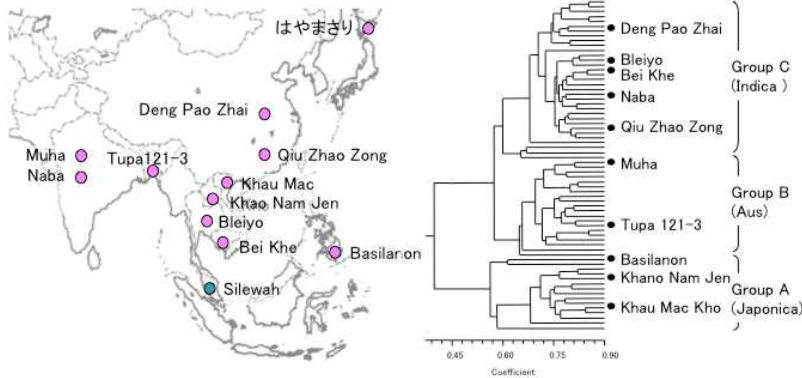 はやまさり
Deng Pao Zhai
Muha
Tupa121-3
Qiu Zhao Zong
Naba
Khau Mac
Khao Nam Jen
Bleiyo
Bei Khe
Basilanon
Silewah
Deng Pao Zhai
Bleiyo
Bei Khe
Naba
Qiu Zhao Zong
Muha
Tupa 121-3
Basilanon
Khano Nam Jen
Khau Mac Kho
Group C
(Indica )
Group B
(Aus)
Group A
(Japonica)
0.45 0.60 0.75 0.90
Coefficient